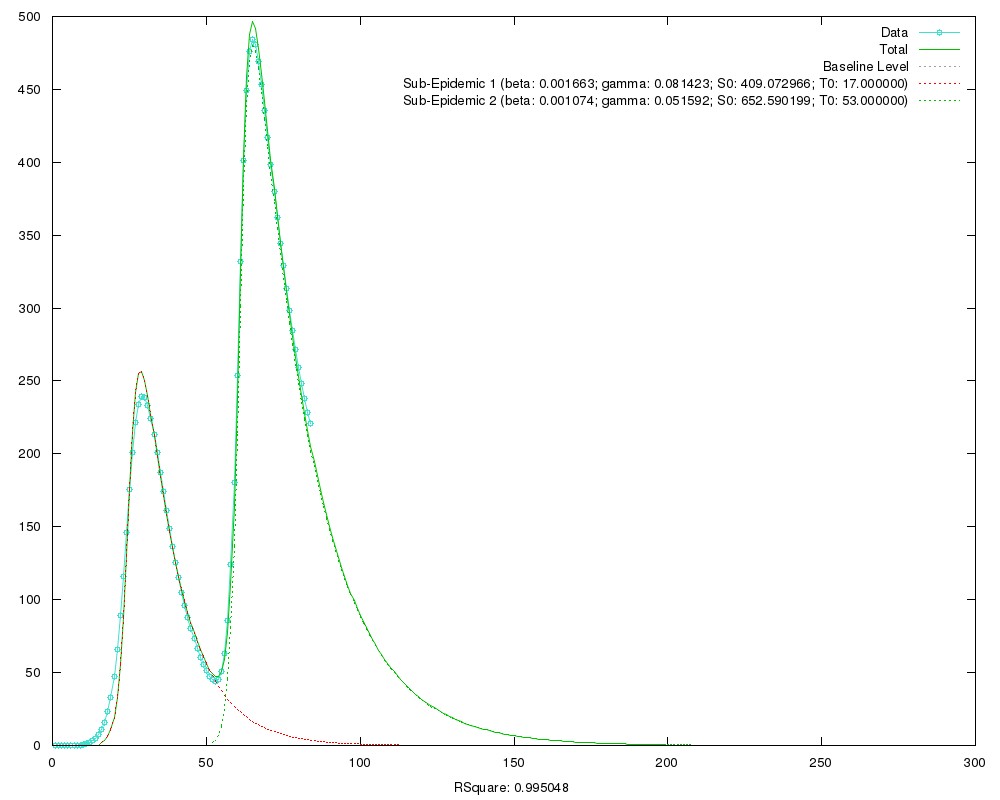 500
450
400
350
300
250
200
150
100
50
0
Data
Total
Baseline Level
Sub-Epidemic 1 (beta: 0.001663; gamma: 0.081423; S0: 409.072966; T0: 17.000000)
Sub-Epidemic 2 (beta: 0.001074; gamma: 0.051592; S0: 652.590199; T0: 53.000000)
0 50 100 150 200 250 300
RSquare: 0.995048